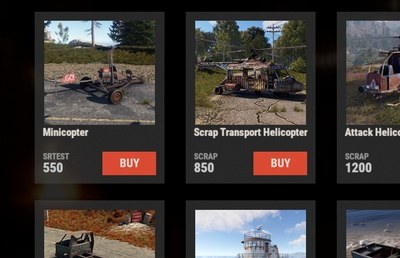 Minicopter
Scrap Transport Helicopter
Attack Helico
SRTEST
550
BUY
SCRAP
850
BUY
SCRAP
1200